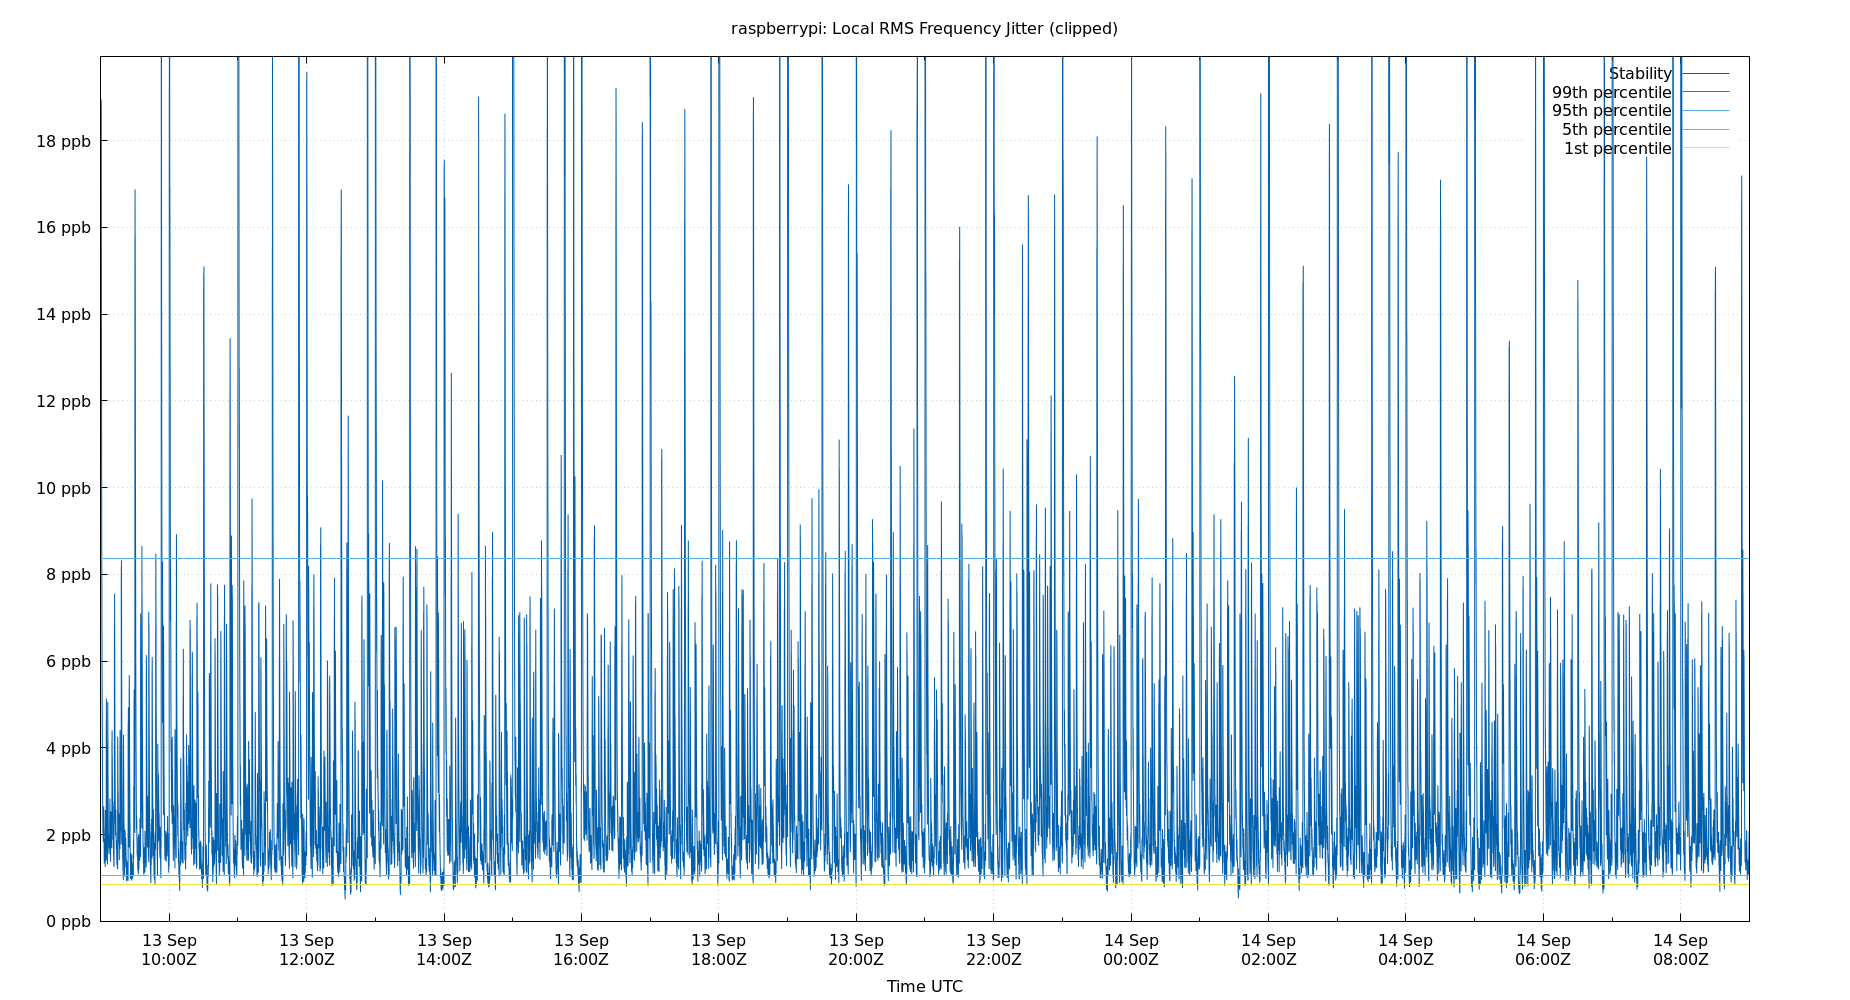 raspberrypi: Local RMS Frequency Jitter (clipped)
Stability
99th percentile
95th percentile
5th percentile
1st percentile
18 ppb
16 ppb
14 ppb
12 ppb
10 ppb
8 ppb
6 ppb
4 ppb
2 ppb
0 ppb
13 Sep 13 Sep 13 Sep 13 Sep 13 Sep 13 Sep 13 Sep 14 Sep 14 Sep 14 Sep 14 Sep 14 Sep
10:00Z 12:00Z 14:00Z 16:00Z 18:00Z 20:00Z 22:00Z 00:00Z 02:00Z 04:00Z 06:00Z 08:00Z
Time UTC